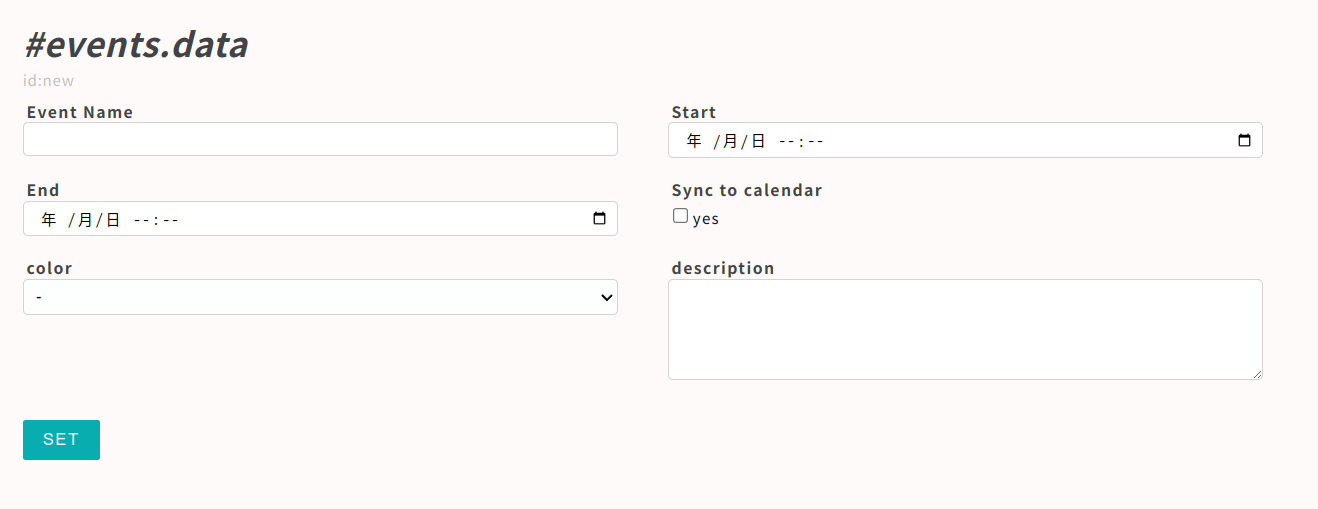 #events.data
id:new
Event Name
Start
年 /月/日 --:--
End
年 /月/日 --:--
Sync to calendar
yes
color
-
description
SET